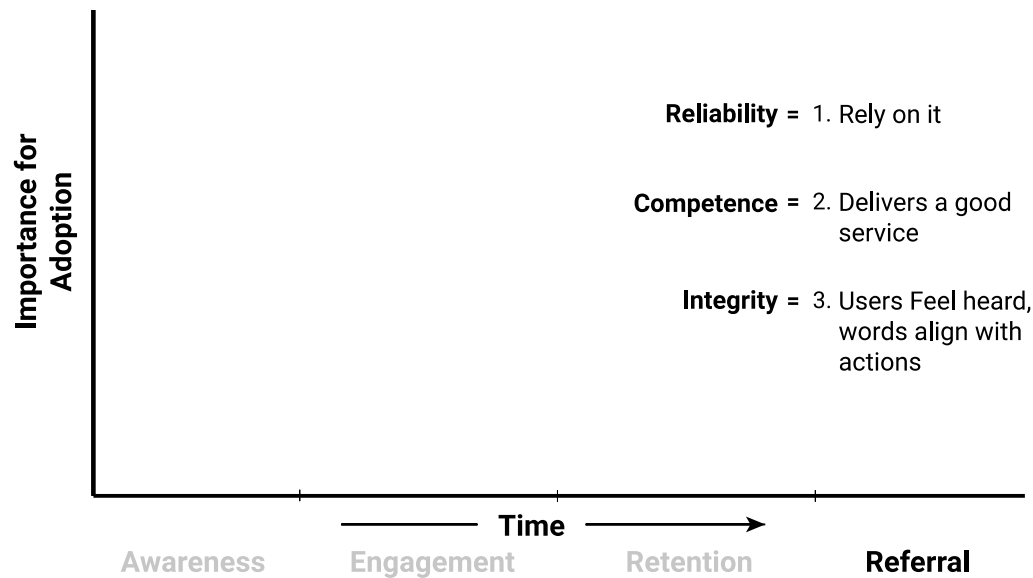 Importance for
Adoption
Reliability = 1. Rely on it
Competence = 2. Delivers a good
service
Integrity = 3. Users Feel heard,
words align with
actions
Time
Awareness Engagement Retention Referral